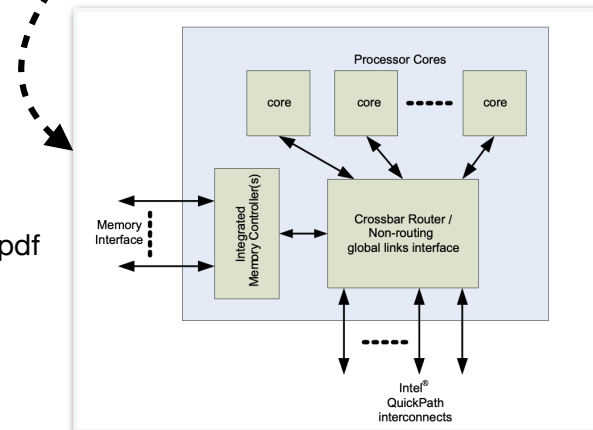 Processor Cores
core
core
core
Memory
Interface
Integrated
Memory Controller(s)
Crossbar Router /
Non-routing
global links interface
pdf
Intel®
QuickPath
interconnects